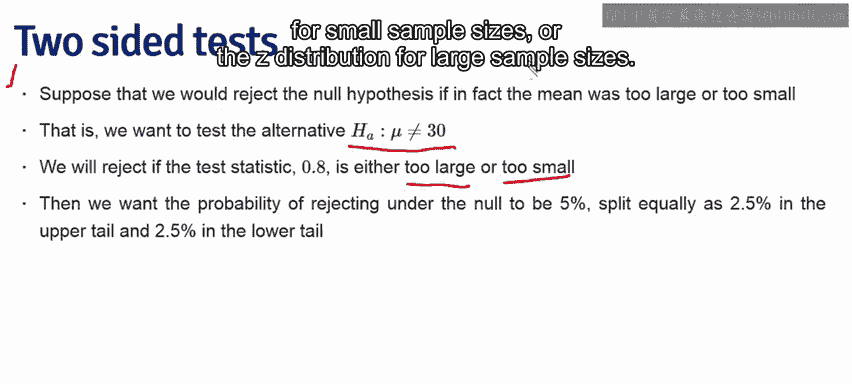 Two sided tests
for small sample sizes, or
the z distribution for large sample sizes.
· Suppose that we would reject the null hypothesis if in fact the mean was too large or too small
· That is, we want to test the alternative Hₐ : μ ≠ 30
· We will reject if the test statistic, 0.8, is either too large or too small
· Then we want the probability of rejecting under the null to be 5%, split equally as 2.5% in the
upper tail and 2.5% in the lower tail